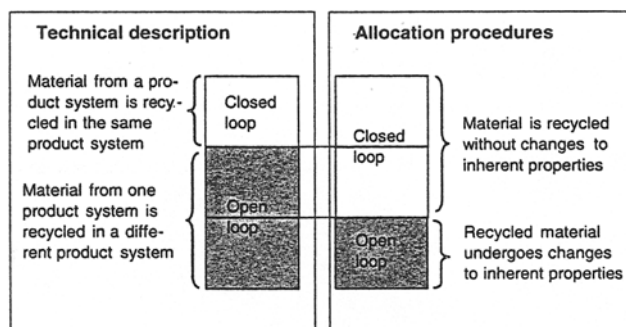 Technical description
Material from a pro-
duct system is recy-
cled in the same
product system
Closed
loop
Material from one
product system is
recycled in a diffe-
rent product system
Open
loop
Allocation procedures
Closed
loop
Material is recycled
without changes to
inherent properties
Open
loop
Recycled material
undergoes changes
to inherent properties